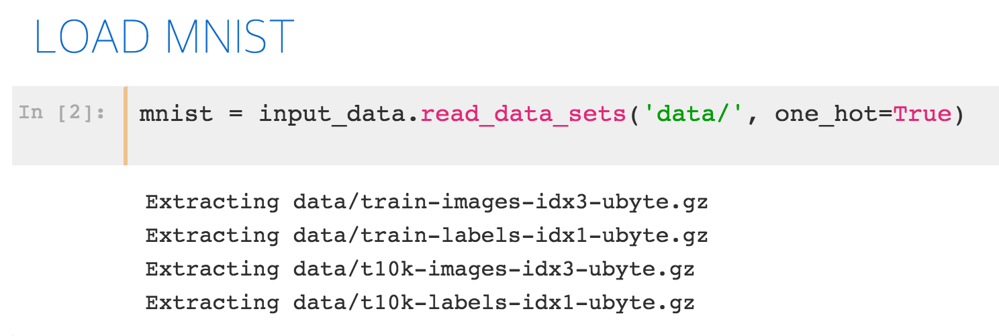 LOAD MNIST
In [2]: mnist = input_data.read_data_sets('data/', one_hot=True)
Extracting data/train-images-idx3-ubyte.gz
Extracting data/train-labels-idx1-ubyte.gz
Extracting data/t10k-images-idx3-ubyte.gz
Extracting data/t10k-labels-idx1-ubyte.gz